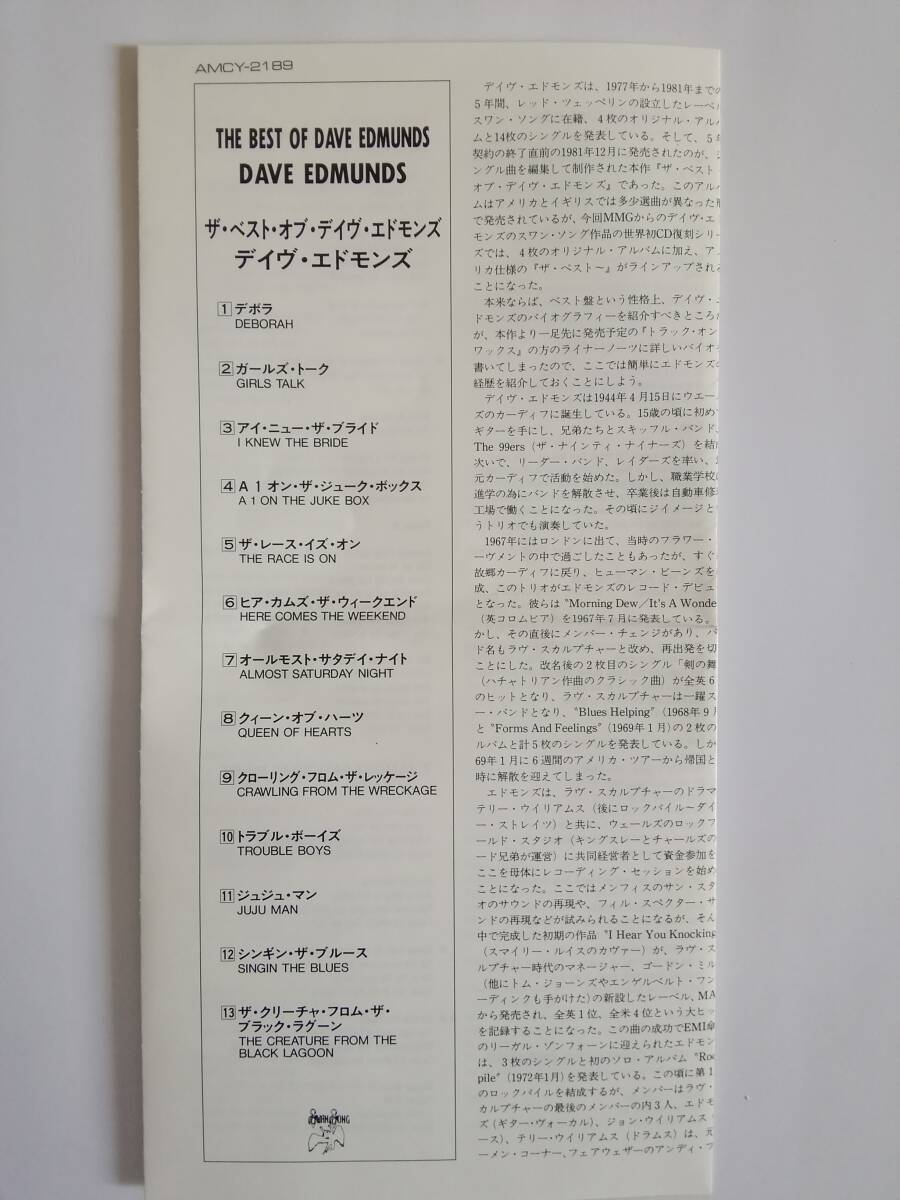 AMCY-2189
THE BEST OF DAVE EDMUNDS
DAVE EDMUNDS
ザ・ベスト・オブ・デイヴ・エドモンズ
デイヴ・エドモンズ
1 デボラ
DEBORAH
2 ガールズ・トーク
GIRLS TALK
3 アイ・ニュー・ザ・ブライド
I KNEW THE BRIDE
4 A1オン・ザ・ジューク・ボックス
A1 ON THE JUKE BOX
5 ザ・レース・イズ・オン
THE RACE IS ON
6 ヒア・カムズ・ザ・ウィークエンド
HERE COMES THE WEEKEND
7 オールモスト・サタデイ・ナイト
ALMOST SATURDAY NIGHT
8 クィーン・オブ・ハーツ
QUEEN OF HEARTS
9 クローリング・フロム・ザ・レッケージ
CRAWLING FROM THE WRECKAGE
10 トラブル・ボーイズ
TROUBLE BOYS
11 ジュジュ・マン
JUJU MAN
12 シンギン・ザ・ブルース
SINGIN THE BLUES
13 ザ・クリーチャ・フロム・ザ・
ブラック・ラグーン
THE CREATURE FROM THE
BLACK LAGOON
SWAN SONG
デイヴ・エドモンズは、1977年から1981年までの
5年間、レッド・ツェッペリンの設立したレーベ
スワン・ソングに在籍、4枚のオリジナル・アル
ムと14枚のシングルを発表している。そして、5年
契約の終了直前の1981年12月に発売されたのが、
ングル曲を編集して制作された本作『ザ・ベスト・
オブ・デイヴ・エドモンズ』であった。このアル
ムはアメリカとイギリスでは多少選曲が異なった
で発売されているが、今回MMGからのデイヴ・エ
モンズのスワン・ソング作品の世界初CD復刻シリー
ズでは、4枚のオリジナル・アルバムに加え、ア
リカ仕様の『ザ・ベスト〜』がラインアップされる
ことになった。
本来ならば、ベスト盤という性格上、デイヴ・
ドモンズのバイオグラフィーを紹介すべきところ
が、本作より一足先に発売予定の『トラック・オン・
ワックス』の方のライナーノーツに詳しいバイオ
書いてしまったので、ここでは簡単にエドモンズの
経歴を紹介しておくことにしよう。
デイヴ・エドモンズは1944年4月15日にウエー
ズのカーディフに誕生している。15歳の頃に初め
ギターを手にし、兄弟たちとスキッフル・バンド、
The 99ers（ザ・ナインティ・ナイナーズ）を結
次いで、リーダー・バンド、レイダーズを率い、
元カーディフで活動を始めた。しかし、職業学校
進学の為にバンドを解散させ、卒業後は自動車修
工場で働くことになった。その頃にジイメージと
うトリオでも演奏していた。
1967年にはロンドンに出て、当時のフラワー・
ーヴメントの中で過ごしたこともあったが、すぐ
故郷カーディフに戻り、ヒューマン・ビーンズを
成、このトリオがエドモンズのレコード・デビュ
となった。彼らは〝Morning Dew／It's A Wonde
（英コロムビア）を1967年7月に発表している。
かし、その直後にメンバー・チェンジがあり、バ
ド名もラヴ・スカルプチャーと改め、再出発を切
ことにした。改名後の2枚目のシングル「剣の舞
（ハチャトリアン作曲のクラシック曲）が全英6
のヒットとなり、ラヴ・スカルプチャーは一躍ス
ー・バンドとなり、〝Blues Helping〟（1968年9月
と〝Forms And Feelings〟（1969年1月）の2枚の
ルバムと計5枚のシングルを発表している。しか
69年1月に6週間のアメリカ・ツアーから帰国と
時に解散を迎えてしまった。
エドモンズは、ラヴ・スカルプチャーのドラマ
テリー・ウイリアムス（後にロックパイル〜ダイ
ー・ストレイツ）と共に、ウェールズのロックフ
ールド・スタジオ（キングスレーとチャールズの
ード兄弟が運営）に共同経営者として資金参加を
ここを母体にレコーディング・セッションを始め
ことになった。ここではメンフィスのサン・スタ
オのサウンドの再現や、フィル・スペクター・サ
ンドの再現などが試みられることになるが、そん
中で完成した初期の作品〝I Hear You Knocking
（スマイリー・ルイスのカヴァー）が、ラヴ・ス
ルプチャー時代のマネージャー、ゴードン・ミル
（他にトム・ジョーンズやエンゲルベルト・フン
ーディンクも手がけた）の新設したレーベル、MA
から発売され、全英1位、全米4位という大ヒッ
を記録することになった。この曲の成功でEMI傘
のリーガル・ゾンフォーンに迎えられたエドモン
は、3枚のシングルと初のソロ・アルバム〝Roc
pile〟（1972年1月）を発表している。この頃に第1
のロックパイルを結成するが、メンバーはラヴ・
カルプチャーの最後のメンバーの内3人、エドモ
ズ（ギター・ヴォーカル）、ジョン・ウイリアムス
ース）、テリー・ウイリアムス（ドラムス）は、元
ーメン・コーナー、フェアウェザーのアンディ・フ